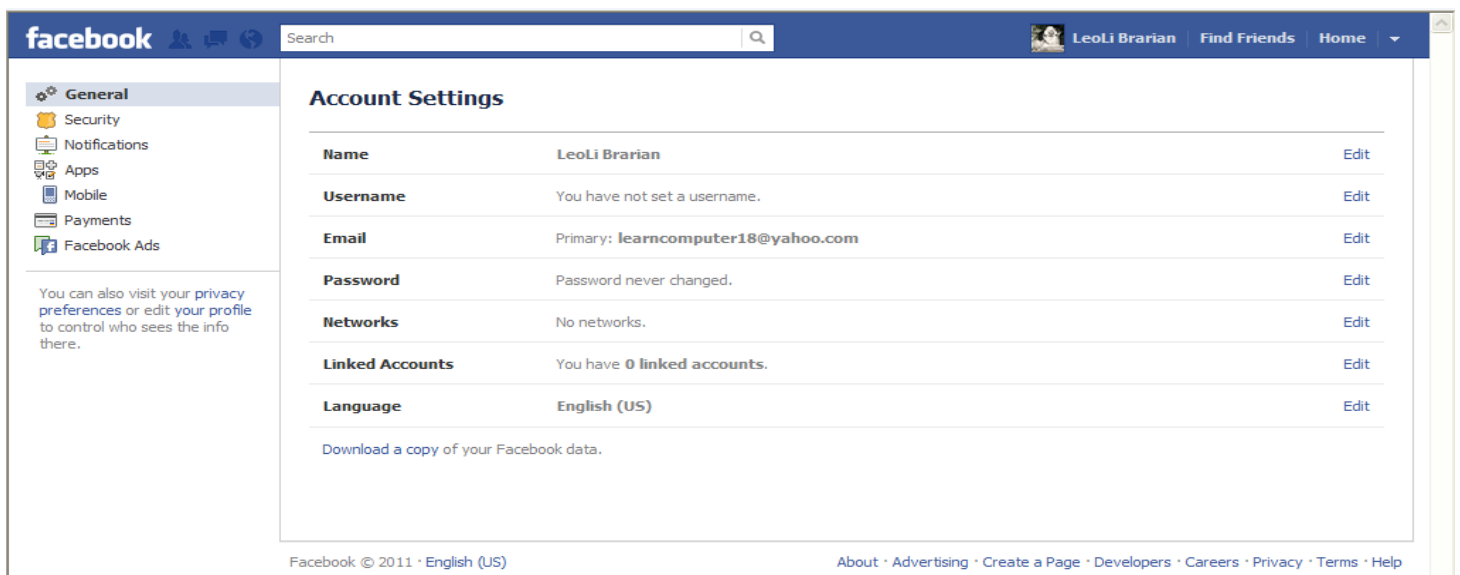 facebook Search LeoLi Brarian Find Friends Home
General
Security
Notifications
Apps
Mobile
Payments
Facebook Ads
You can also visit your privacy
preferences or edit your profile
to control who sees the info
there.
Account Settings
Name LeoLi Brarian Edit
Username You have not set a username. Edit
Email Primary: learncomputer18@yahoo.com Edit
Password Password never changed. Edit
Networks No networks. Edit
Linked Accounts You have 0 linked accounts. Edit
Language English (US) Edit
Download a copy of your Facebook data.
Facebook © 2011 · English (US) About · Advertising · Create a Page · Developers · Careers · Privacy · Terms · Help